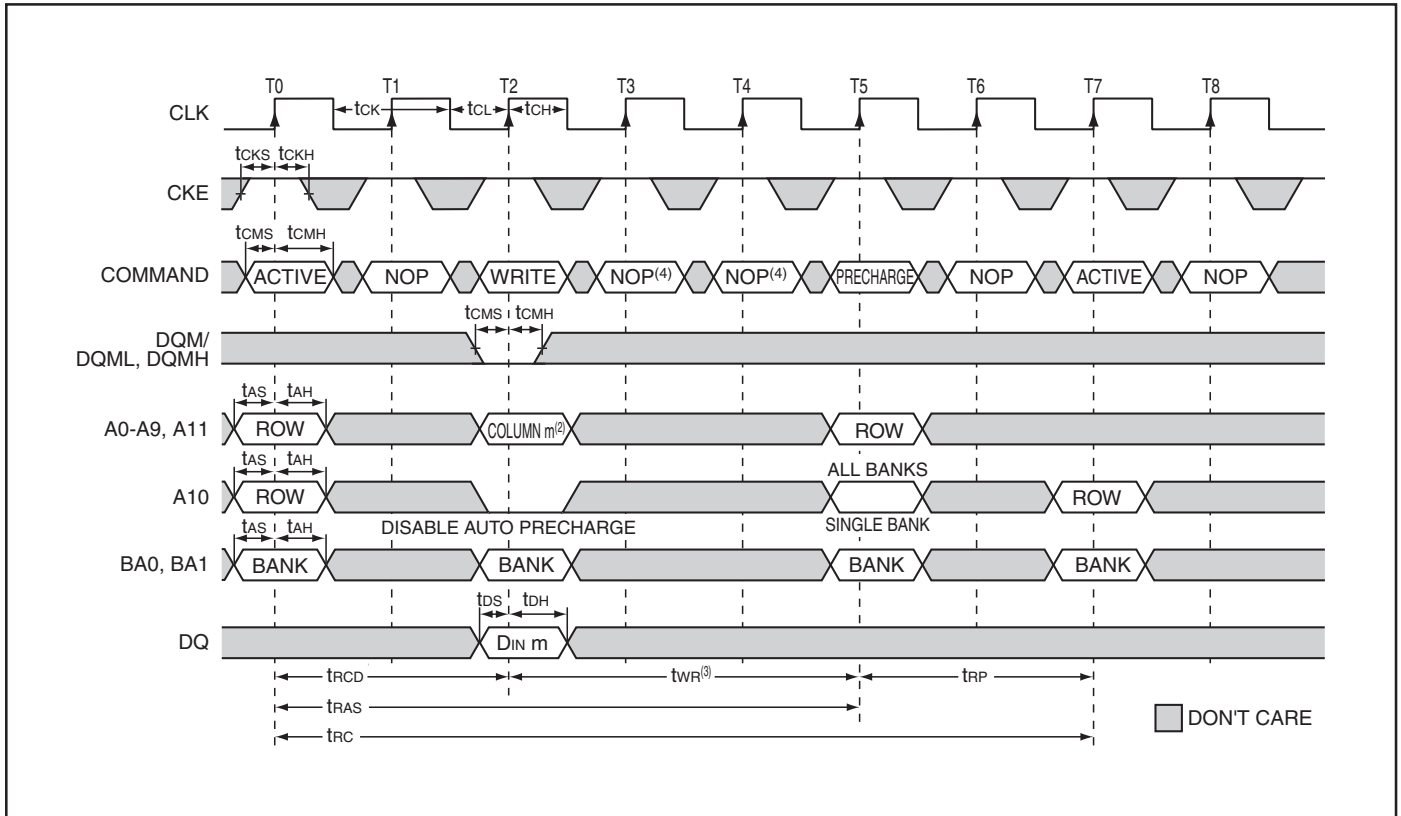 T0 T1 T2 T3 T4 T5 T6 T7 T8
CLK tCK tCL tCH
tCKS tCKH
CKE
tCMS tCMH
COMMAND ACTIVE NOP WRITE NOP(4) NOP(4) PRECHARGE NOP ACTIVE NOP
tCMS tCMH
DQM/
DQML, DQMH
tAS tAH
A0-A9, A11 ROW COLUMN m(2) ROW
tAS tAH ALL BANKS
A10 ROW ROW
DISABLE AUTO PRECHARGE SINGLE BANK
tAS tAH
BA0, BA1 BANK BANK BANK BANK
tDS tDH
DQ DIN m
tRCD tWR(3) tRP
tRAS
DON'T CARE
tRC